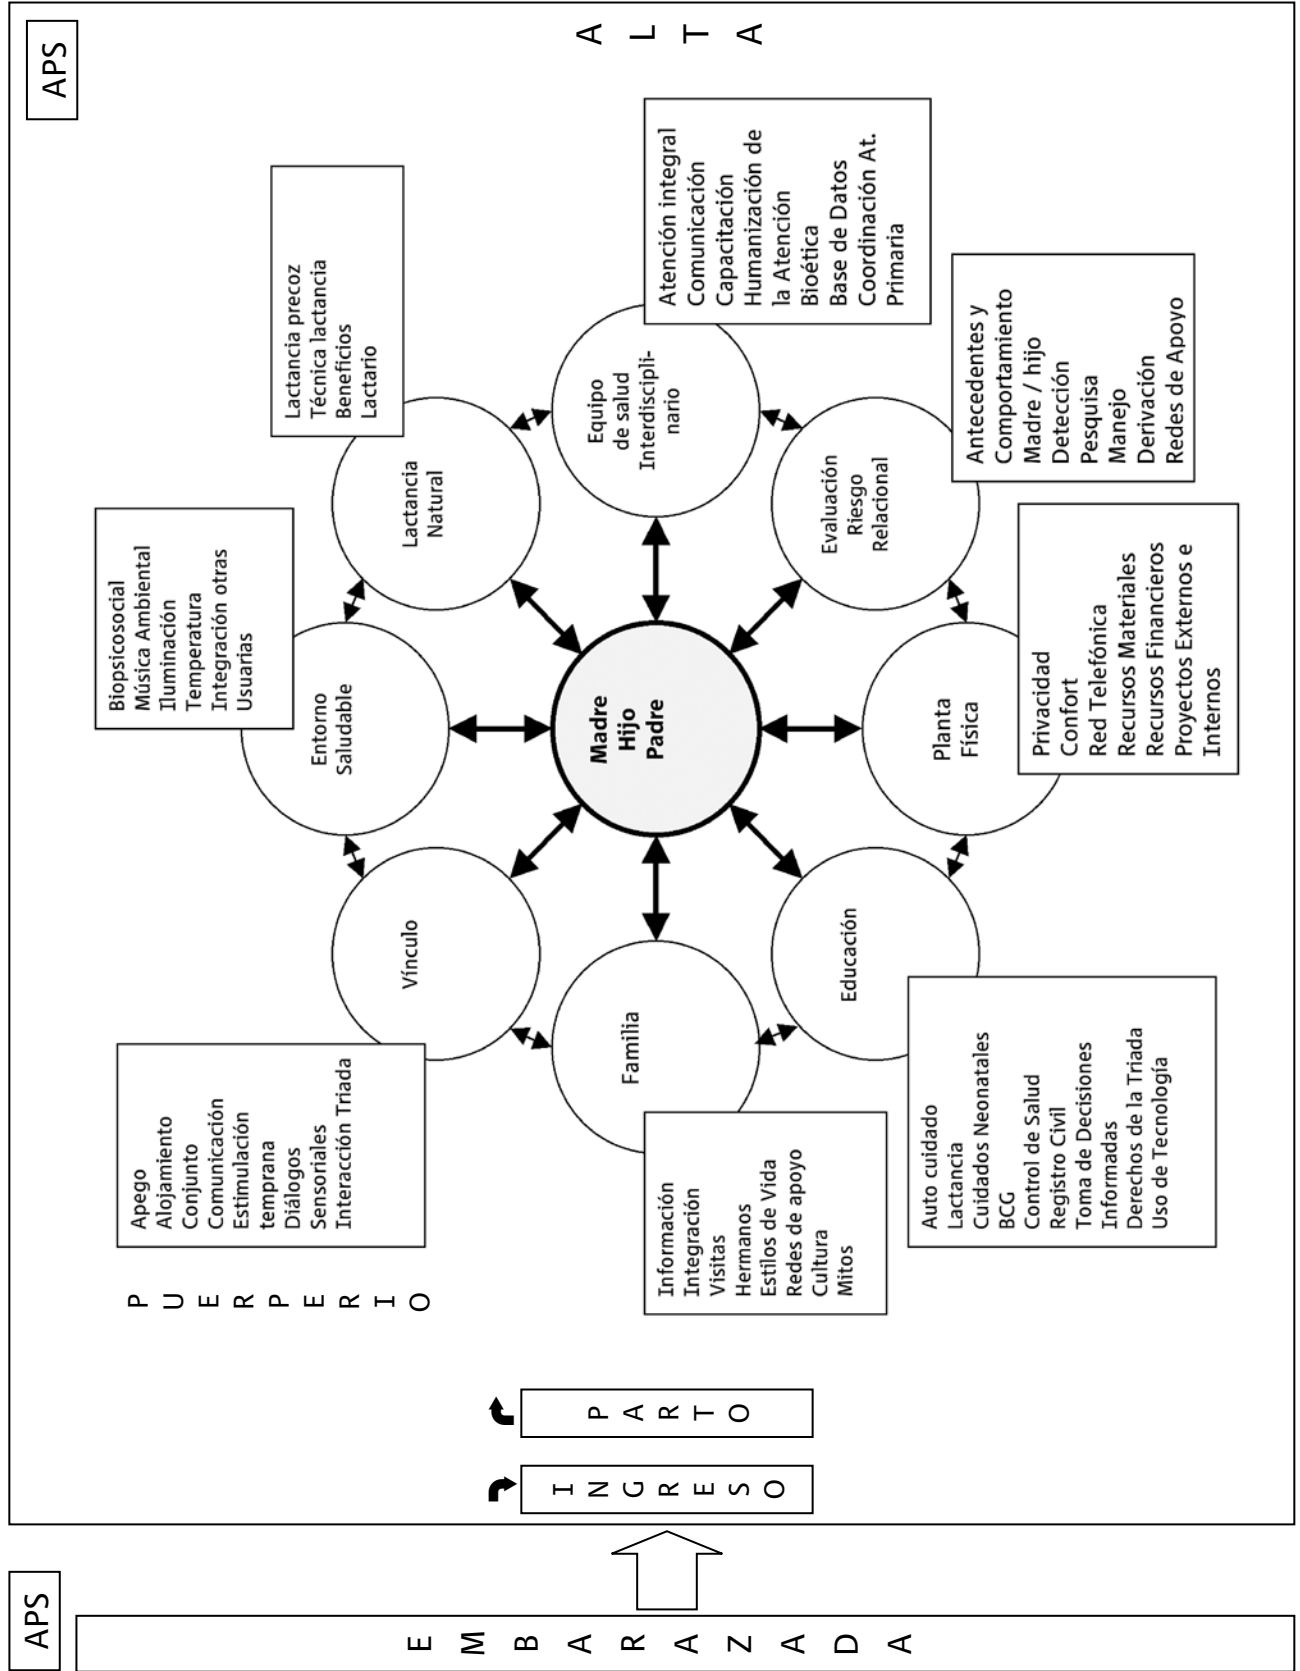 APS
EMBARAZADA
INGRESO
PARTO
PUERPERIO
Apego
Alojamiento
Conjunto
Comunicación
Estimulación
temprana
Diálogos
Sensoriales
Interacción Triada
Vínculo
Biopsicosocial
Música Ambiental
Iluminación
Temperatura
Integración otras
Usuarias
Entorno
Saludable
Lactancia precoz
Técnica lactancia
Beneficios
Lactario
Lactancia
Natural
Información
Integración
Visitas
Hermanos
Estilos de Vida
Redes de apoyo
Cultura
Mitos
Familia
Madre
Hijo
Padre
Equipo
de salud
Interdiscipli-
nario
Atención integral
Comunicación
Capacitación
Humanización de
la Atención
Bioética
Base de Datos
Coordinación At.
Primaria
Educación
Auto cuidado
Lactancia
Cuidados Neonatales
BCG
Control de Salud
Registro Civil
Toma de Decisiones
Informadas
Derechos de la Triada
Uso de Tecnología
Planta
Física
Privacidad
Confort
Red Telefónica
Recursos Materiales
Recursos Financieros
Proyectos Externos e
Internos
Evaluación
Riesgo
Relacional
Antecedentes y
Comportamiento
Madre / hijo
Detección
Pesquisa
Manejo
Derivación
Redes de Apoyo
APS
ALTA